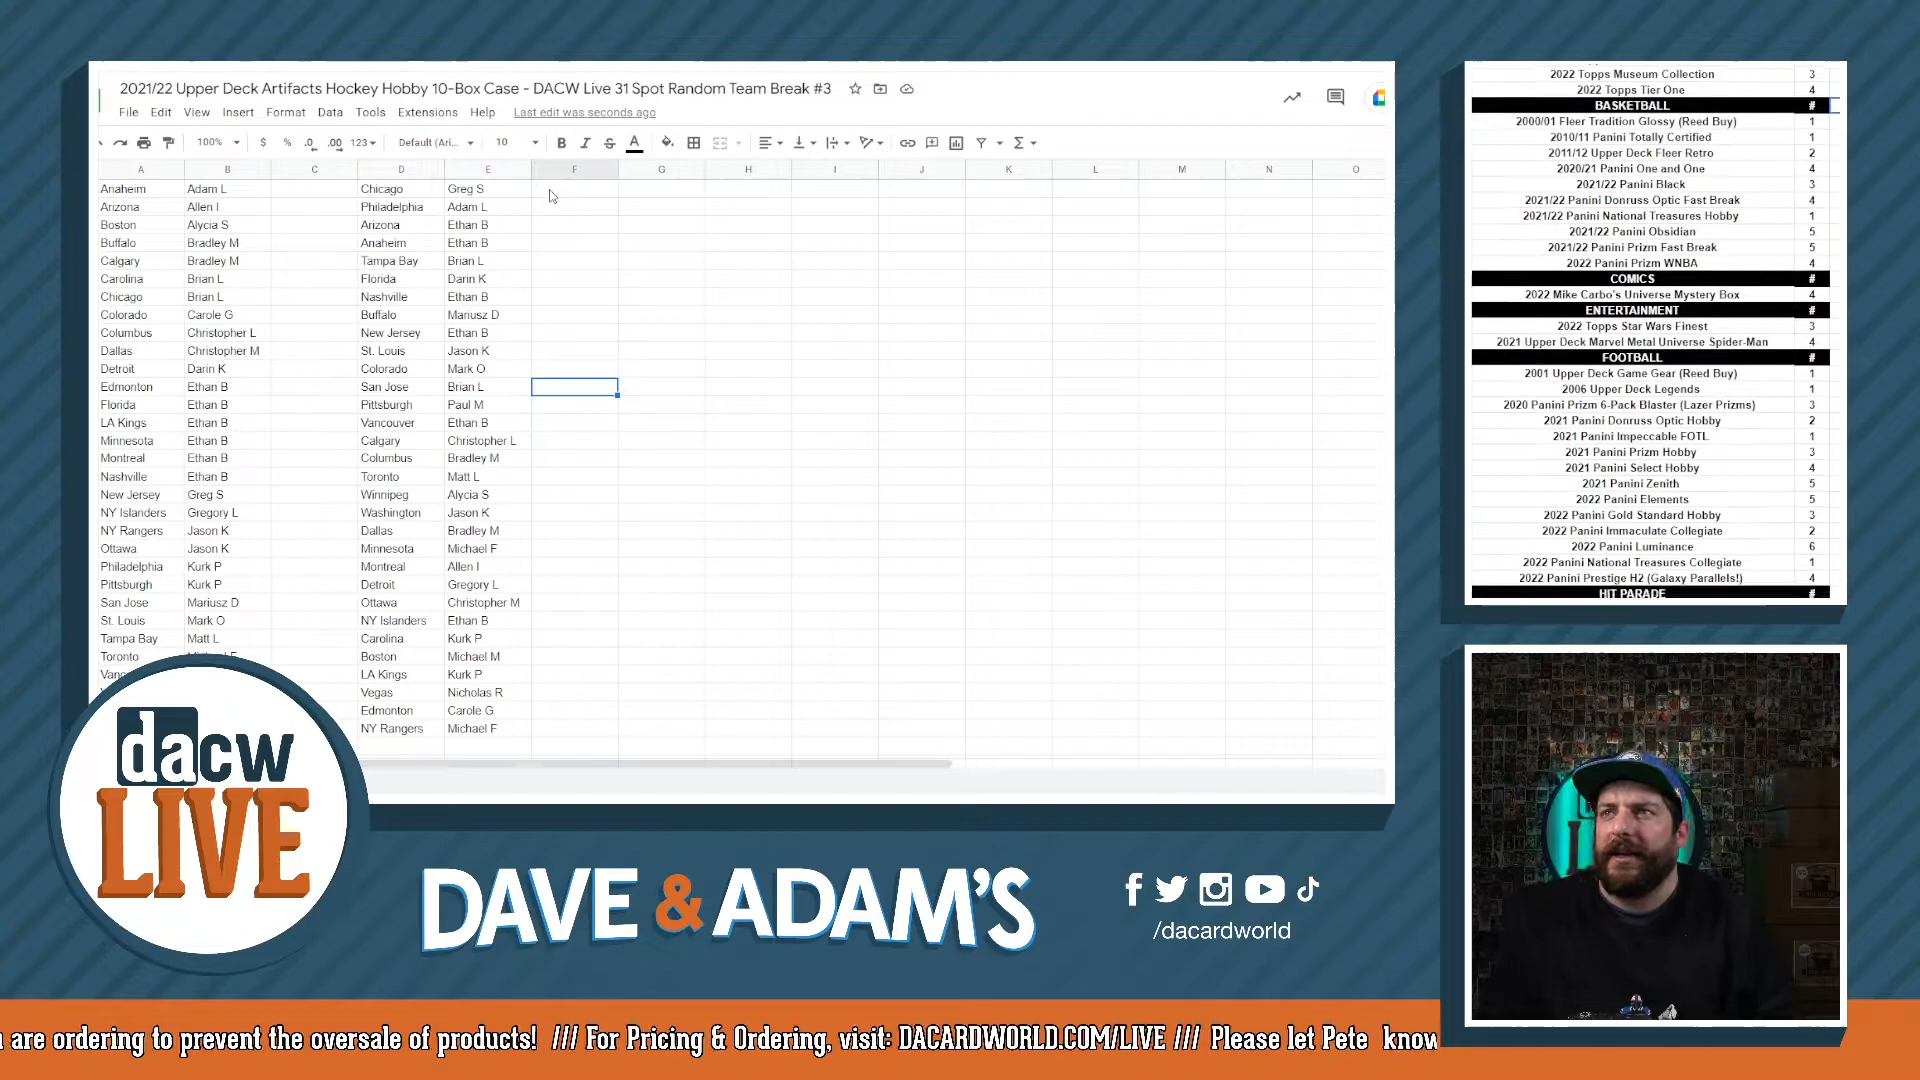 2021/22 Upper Deck Artifacts Hockey Hobby 10-Box Case - DACW Live 31 Spot Random Team Break #3
File Edit View Insert Format Data Tools Extensions Help Last edit was seconds ago
100% $ % .0 .00 123 Default (Ari... 10 B I S A
A B C D E F G H I J K L M N O
Anaheim Adam L Chicago Greg S
Arizona Allen I Philadelphia Adam L
Boston Alycia S Arizona Ethan B
Buffalo Bradley M Anaheim Ethan B
Calgary Bradley M Tampa Bay Brian L
Carolina Brian L Florida Darin K
Chicago Brian L Nashville Ethan B
Colorado Carole G Buffalo Mariusz D
Columbus Christopher L New Jersey Ethan B
Dallas Christopher M St. Louis Jason K
Detroit Darin K Colorado Mark O
Edmonton Ethan B San Jose Brian L
Florida Ethan B Pittsburgh Paul M
LA Kings Ethan B Vancouver Ethan B
Minnesota Ethan B Calgary Christopher L
Montreal Ethan B Columbus Bradley M
Nashville Ethan B Toronto Matt L
New Jersey Greg S Winnipeg Alycia S
NY Islanders Gregory L Washington Jason K
NY Rangers Jason K Dallas Bradley M
Ottawa Jason K Minnesota Michael F
Philadelphia Kurk P Montreal Allen I
Pittsburgh Kurk P Detroit Gregory L
San Jose Mariusz D Ottawa Christopher M
St. Louis Mark O NY Islanders Ethan B
Tampa Bay Matt L Carolina Kurk P
Toronto Boston Michael M
LA Kings Kurk P
Vegas Nicholas R
Edmonton Carole G
NY Rangers Michael F
2022 Topps Museum Collection 3
2022 Topps Tier One 4
BASKETBALL #
2000/01 Fleer Tradition Glossy (Reed Buy) 1
2010/11 Panini Totally Certified 1
2011/12 Upper Deck Fleer Retro 2
2020/21 Panini One and One 4
2021/22 Panini Black 3
2021/22 Panini Donruss Optic Fast Break 4
2021/22 Panini National Treasures Hobby 1
2021/22 Panini Obsidian 5
2021/22 Panini Prizm Fast Break 5
2022 Panini Prizm WNBA 4
COMICS #
2022 Mike Carbo's Universe Mystery Box 4
ENTERTAINMENT #
2022 Topps Star Wars Finest 3
2021 Upper Deck Marvel Metal Universe Spider-Man 4
FOOTBALL #
2001 Upper Deck Game Gear (Reed Buy) 1
2006 Upper Deck Legends 1
2020 Panini Prizm 6-Pack Blaster (Lazer Prizms) 3
2021 Panini Donruss Optic Hobby 2
2021 Panini Impeccable FOTL 1
2021 Panini Prizm Hobby 3
2021 Panini Select Hobby 4
2021 Panini Zenith 5
2022 Panini Elements 5
2022 Panini Gold Standard Hobby 3
2022 Panini Immaculate Collegiate 2
2022 Panini Luminance 6
2022 Panini National Treasures Collegiate 1
2022 Panini Prestige H2 (Galaxy Parallels!) 4
HIT PARADE #
dacw
LIVE
DAVE & ADAM'S
/dacardworld
are ordering to prevent the oversale of products! /// For Pricing & Ordering, visit: DACARDWORLD.COM/LIVE /// Please let Pete know